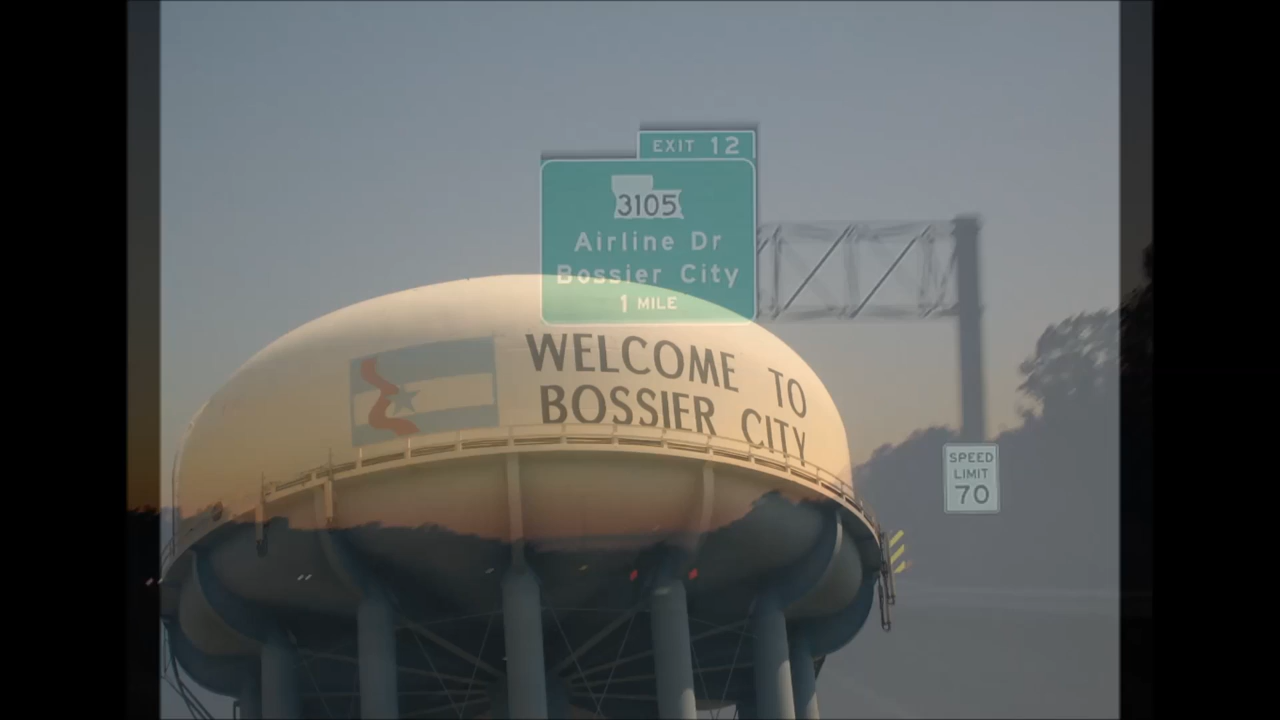 EXIT 12
3105
Airline Dr
Bossier City
1 MILE
WELCOME TO
BOSSIER CITY
SPEED
LIMIT
70